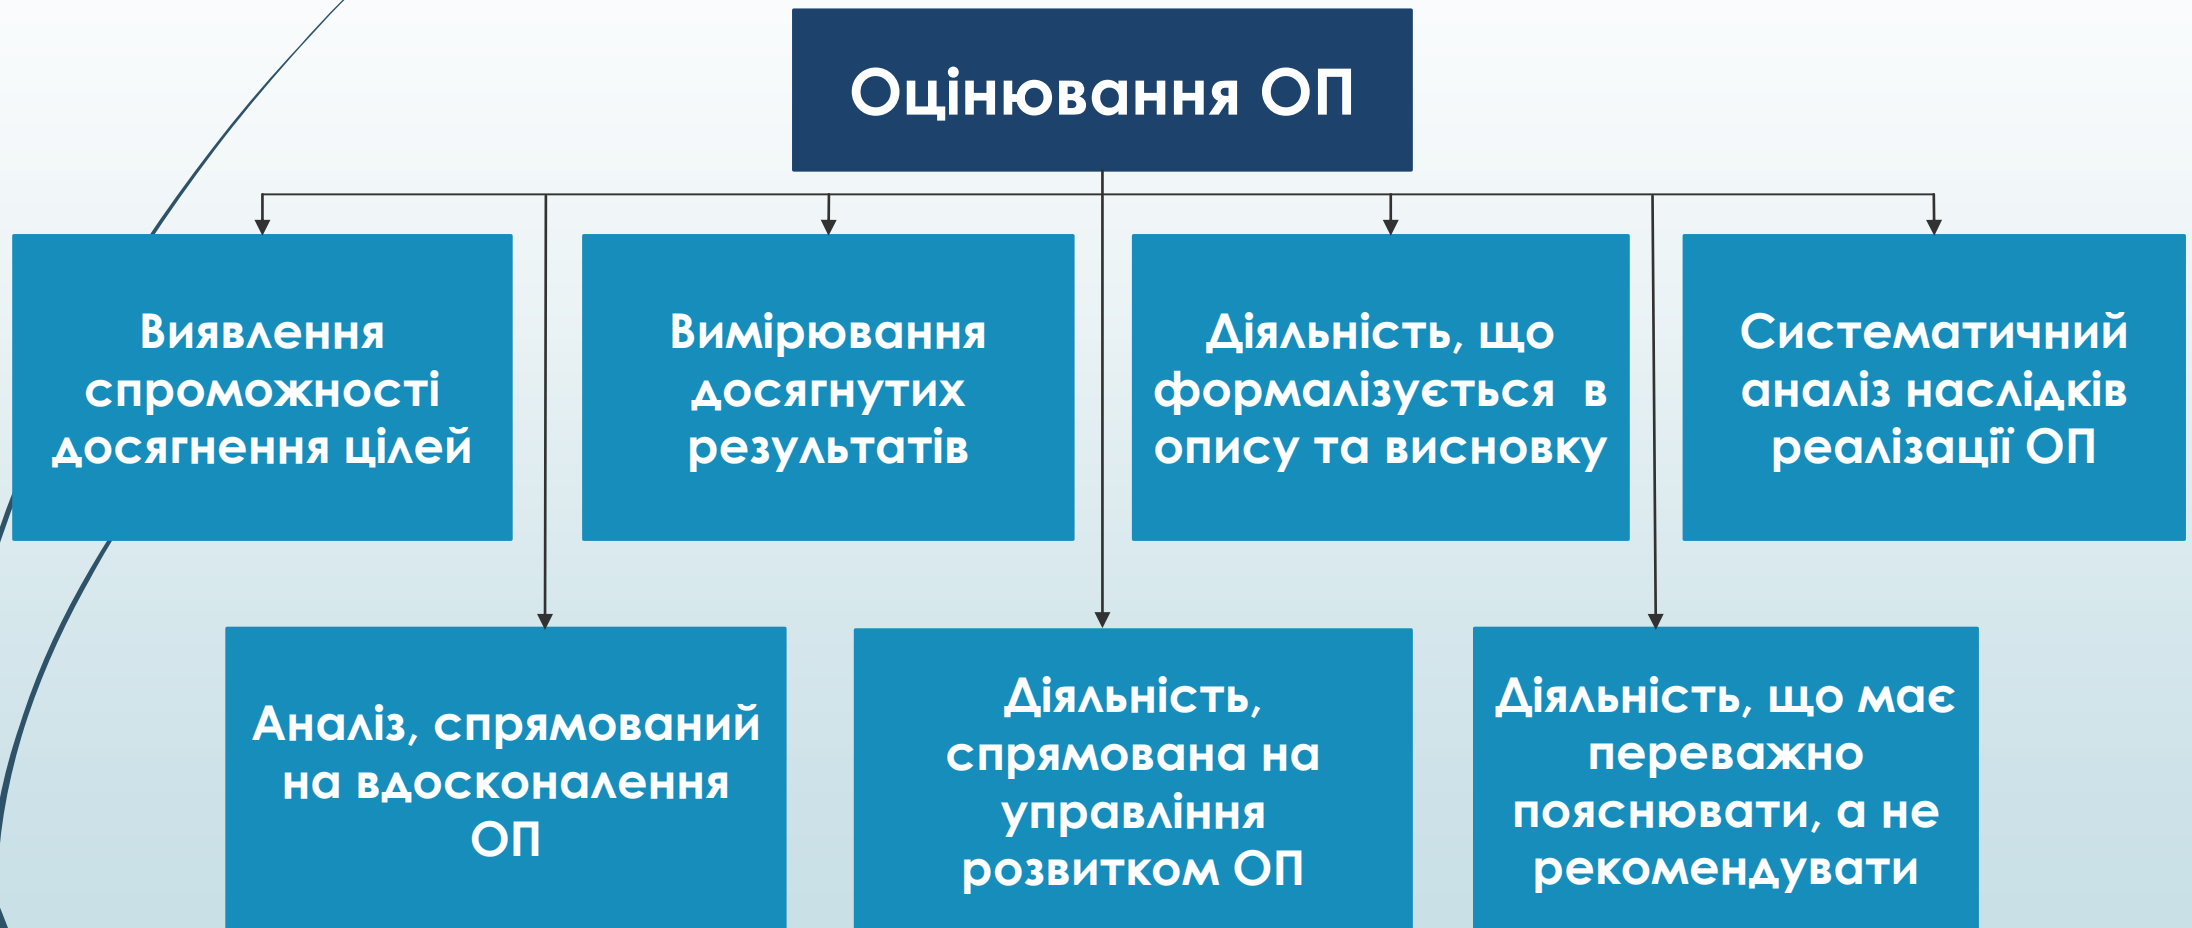 Оцінювання ОП
Виявлення
спроможності
досягнення цілей
Вимірювання
досягнутих
результатів
Діяльність, що
формалізується  в
опису та висновку
Систематичний
аналіз наслідків
реалізації ОП
Аналіз, спрямований
на вдосконалення
ОП
Діяльність,
спрямована на
управління
розвитком ОП
Діяльність, що має
переважно
пояснювати, а не
рекомендувати